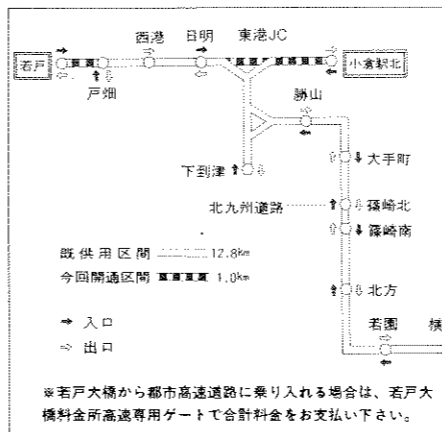 西港
日明
東港JC
若戸
小倉駅北
戸畑
勝山
下到津
大手町
北九州道路
篠崎北
篠崎南
既供用区間 12.8km
今回開通区間 1.0km
北方
入口
出口
若園
横
※若戸大橋から都市高速道路に乗り入れる場合は、若戸大
橋料金所高速専用ゲートで合計料金をお支払い下さい。